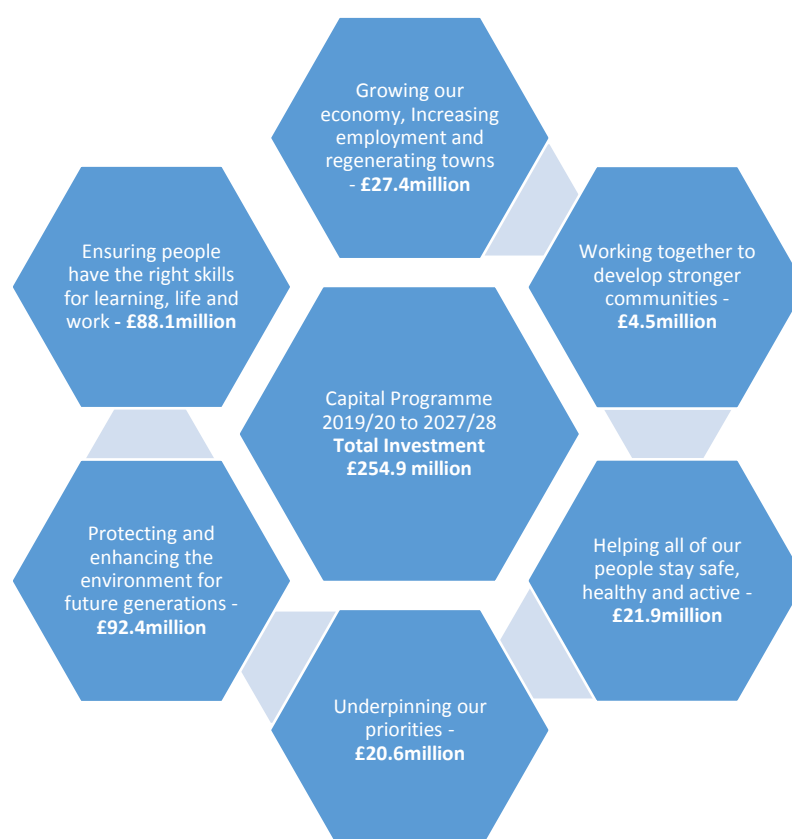 Growing our
economy, Increasing
employment and
regenerating towns
- £27.4million
Ensuring people
have the right skills
for learning, life and
work - £88.1million
Working together to
develop stronger
communities -
£4.5million
Capital Programme
2019/20 to 2027/28
Total Investment
£254.9 million
Protecting and
enhancing the
environment for
future generations -
£92.4million
Helping all of our
people stay safe,
healthy and active -
£21.9million
Underpinning our
priorities -
£20.6million